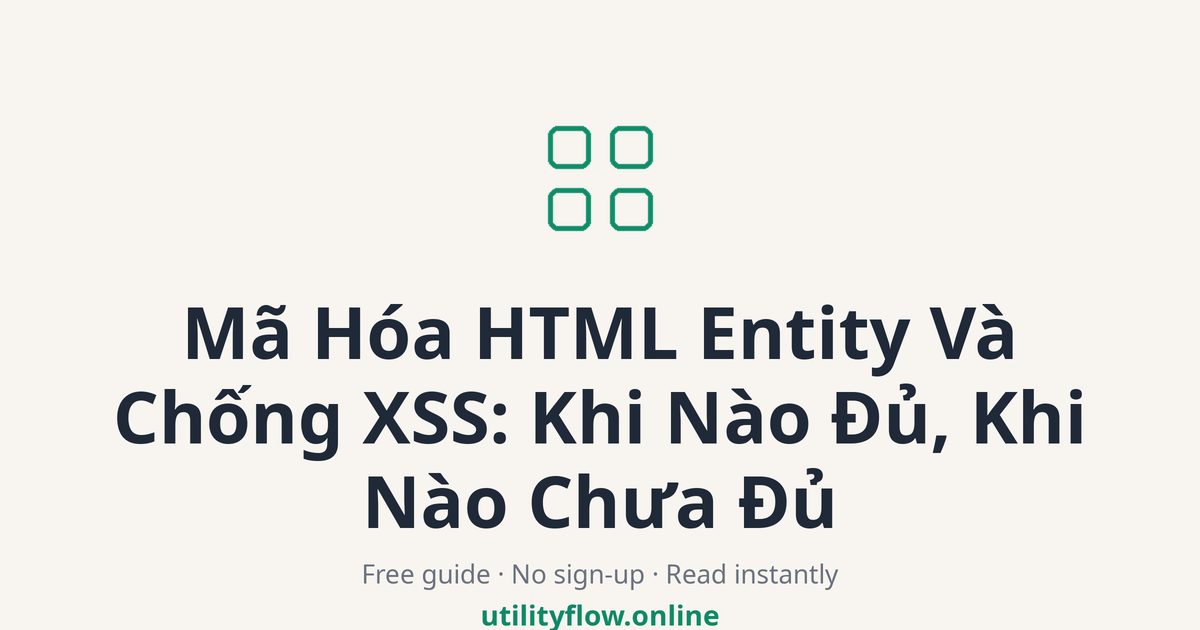 Mã Hóa HTML Entity Và
Chống XSS: Khi Nào Đủ, Khi
Nào Chưa Đủ
Free guide · No sign-up · Read instantly
utilityflow.online